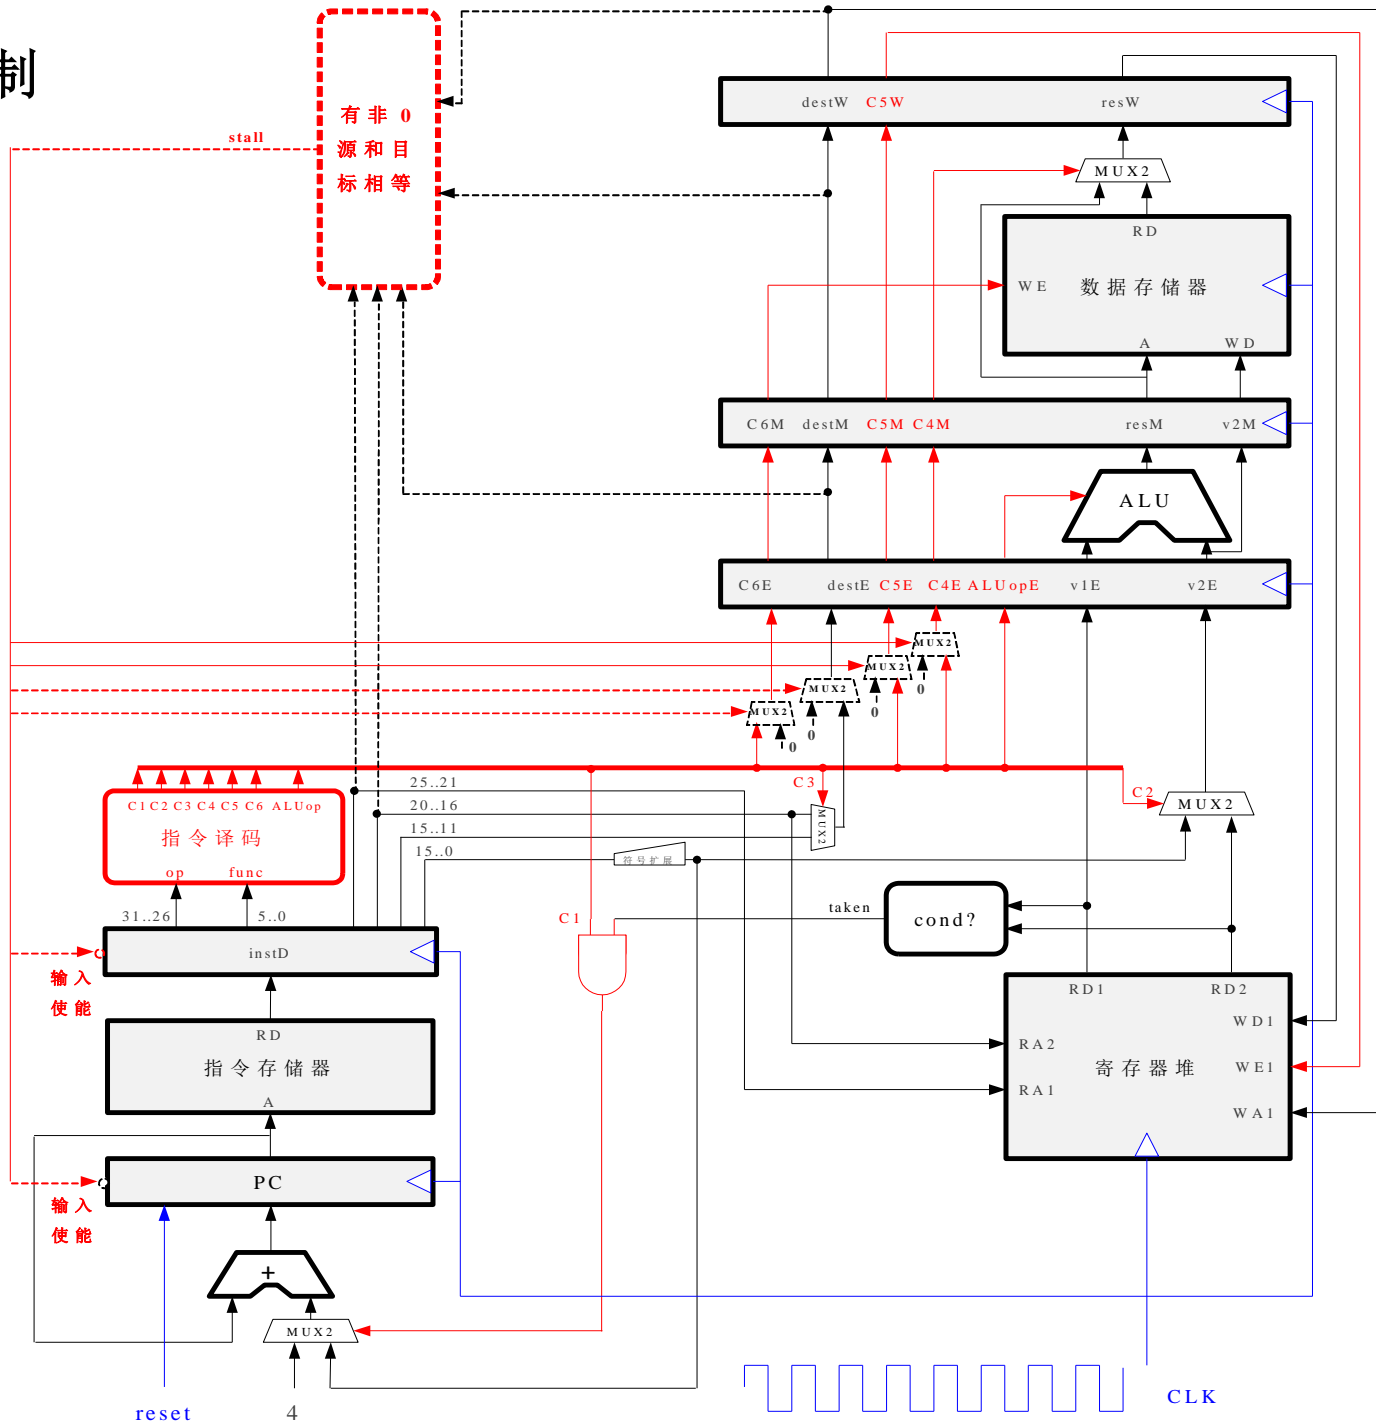 制
有非 0
源和目
标相等
stall
destW C5W resW
MUX2
RD
WE 数据存储器
A WD
C6M destM C5M C4M resM v2M
ALU
C6E destE C5E C4E ALUopE v1E v2E
MUX2
MUX2
MUX2
MUX2
0
0
0
0
C3
C2
C1 C2 C3 C4 C5 C6 ALUop
指令译码
op func
25..21
20..16
15..11
15..0
MUX2
MUX2
符号扩展
31..26 5..0
C1
taken
cond?
instD
输入
使能
RD
指令存储器
A
RD1 RD2
WD1
RA2
寄存器堆
WE1
RA1
WA1
PC
输入
使能
+
MUX2
reset
4
CLK